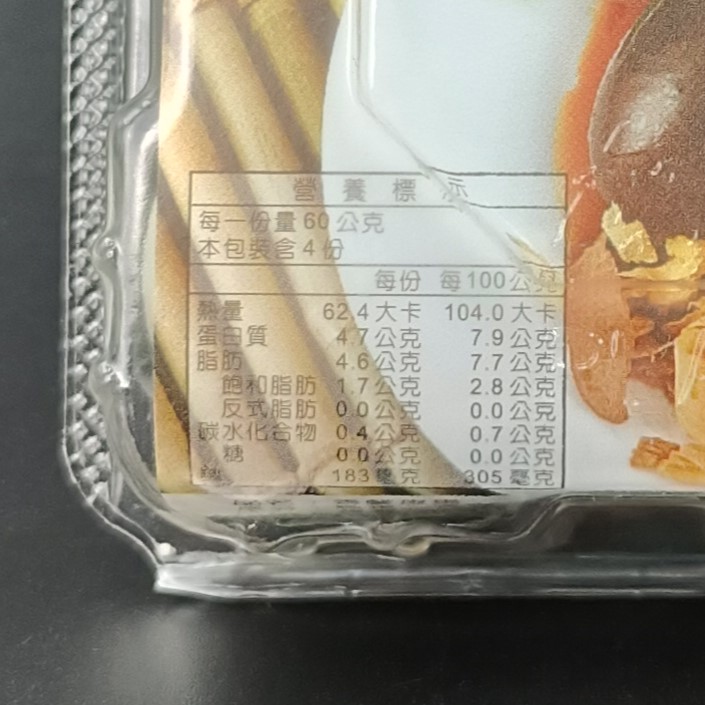 營養標示
每一份量60公克
本包裝含4份
每份 每100公克
熱量 62.4大卡 104.0大卡
蛋白質 4.7公克 7.9公克
脂肪 4.6公克 7.7公克
飽和脂肪 1.7公克 2.8公克
反式脂肪 0.0公克 0.0公克
碳水化合物 0.4公克 0.7公克
糖 0.0公克 0.0公克
鈉 183毫克 305毫克